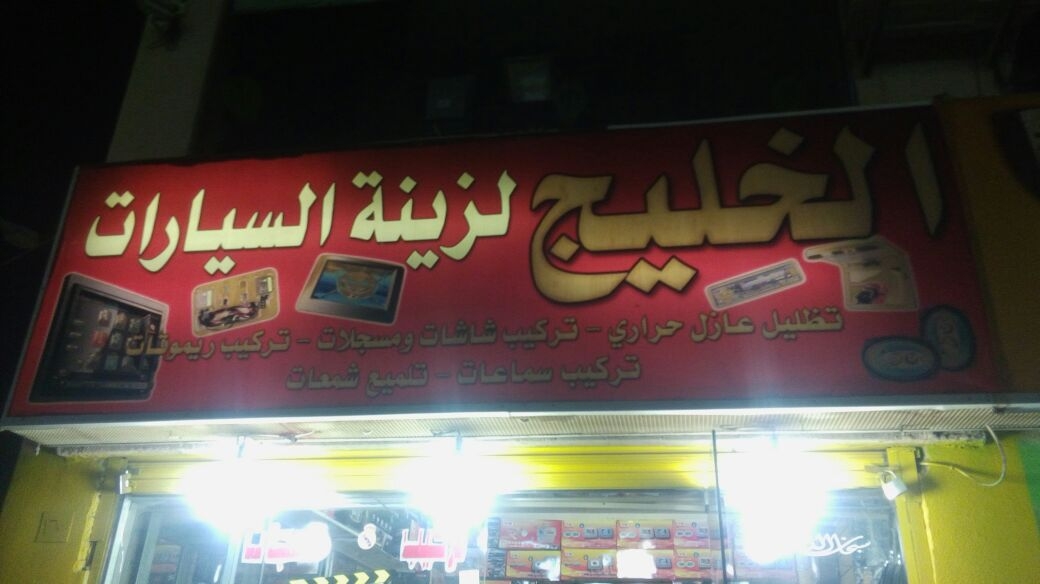 الخليج لزينة السيارات
تظليل عازل حراري - تركيب شاشات ومسجلات - تركيب ريموتات
تركيب سماعات - تلميع شمعات